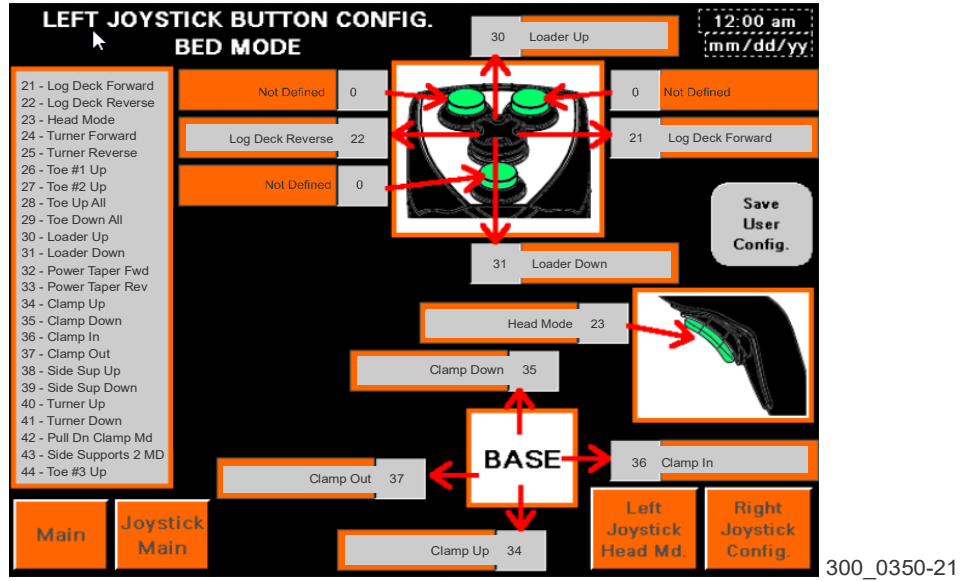 LEFT JOYSTICK BUTTON CONFIG.
BED MODE
12:00 am
mm/dd/yy
30 Loader Up
21 - Log Deck Forward
22 - Log Deck Reverse
23 - Head Mode
24 - Turner Forward
25 - Turner Reverse
26 - Toe #1 Up
27 - Toe #2 Up
28 - Toe Up All
29 - Toe Down All
30 - Loader Up
31 - Loader Down
32 - Power Taper Fwd
33 - Power Taper Rev
34 - Clamp Up
35 - Clamp Down
36 - Clamp In
37 - Clamp Out
38 - Side Sup Up
39 - Side Sup Down
40 - Turner Up
41 - Turner Down
42 - Pull Dn Clamp Md
43 - Side Supports 2 MD
44 - Toe #3 Up
Not Defined 0
0 Not Defined
Log Deck Reverse 22
21 Log Deck Forward
Not Defined 0
Save
User
Config.
31 Loader Down
Head Mode 23
Clamp Down 35
BASE
36 Clamp In
Clamp Out 37
Clamp Up 34
Main
Joystick
Main
Left
Joystick
Head Md.
Right
Joystick
Config.
300_0350-21